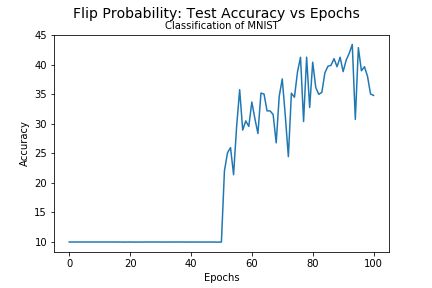 Flip Probability: Test Accuracy vs Epochs
Classification of MNIST
45
40
35
30
25
20
15
10
Accuracy
0 20 40 60 80 100
Epochs